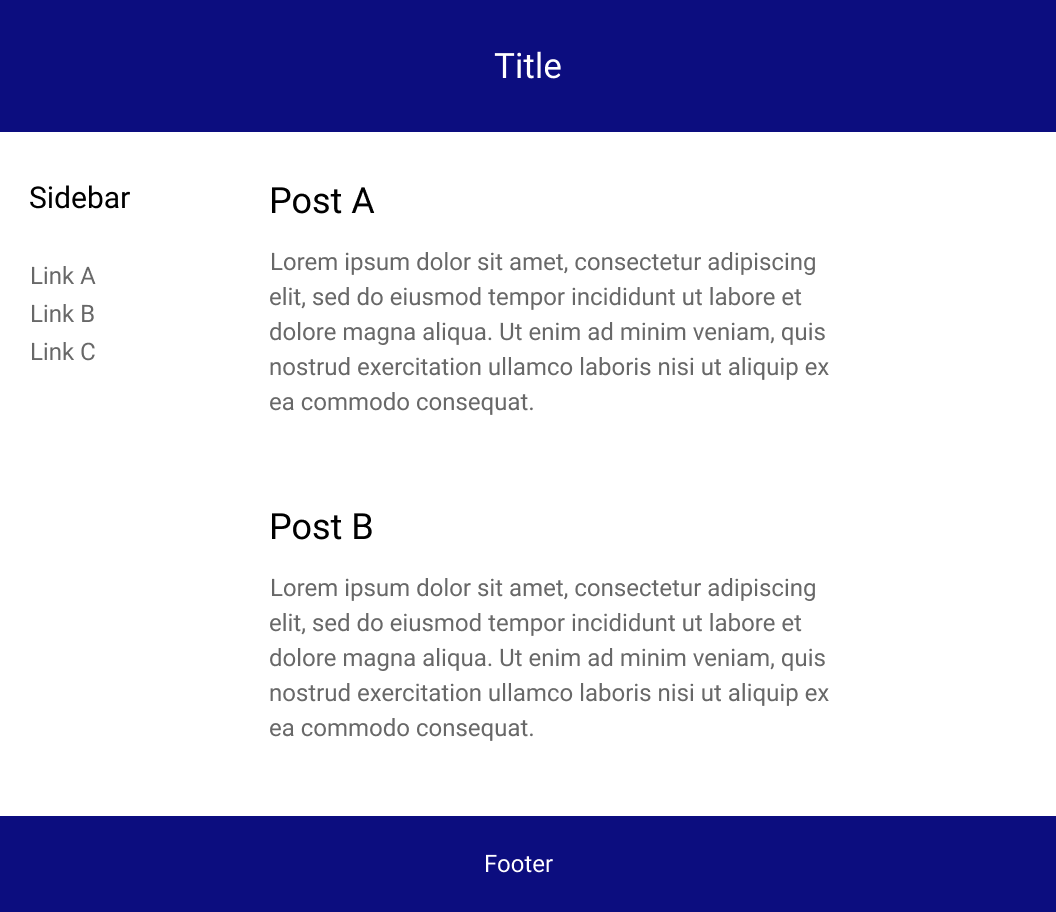 Title
Sidebar
Link A
Link B
Link C
Post A
Lorem ipsum dolor sit amet, consectetur adipiscing
elit, sed do eiusmod tempor incididunt ut labore et
dolore magna aliqua. Ut enim ad minim veniam, quis
nostrud exercitation ullamco laboris nisi ut aliquip ex
ea commodo consequat.
Post B
Lorem ipsum dolor sit amet, consectetur adipiscing
elit, sed do eiusmod tempor incididunt ut labore et
dolore magna aliqua. Ut enim ad minim veniam, quis
nostrud exercitation ullamco laboris nisi ut aliquip ex
ea commodo consequat.
Footer